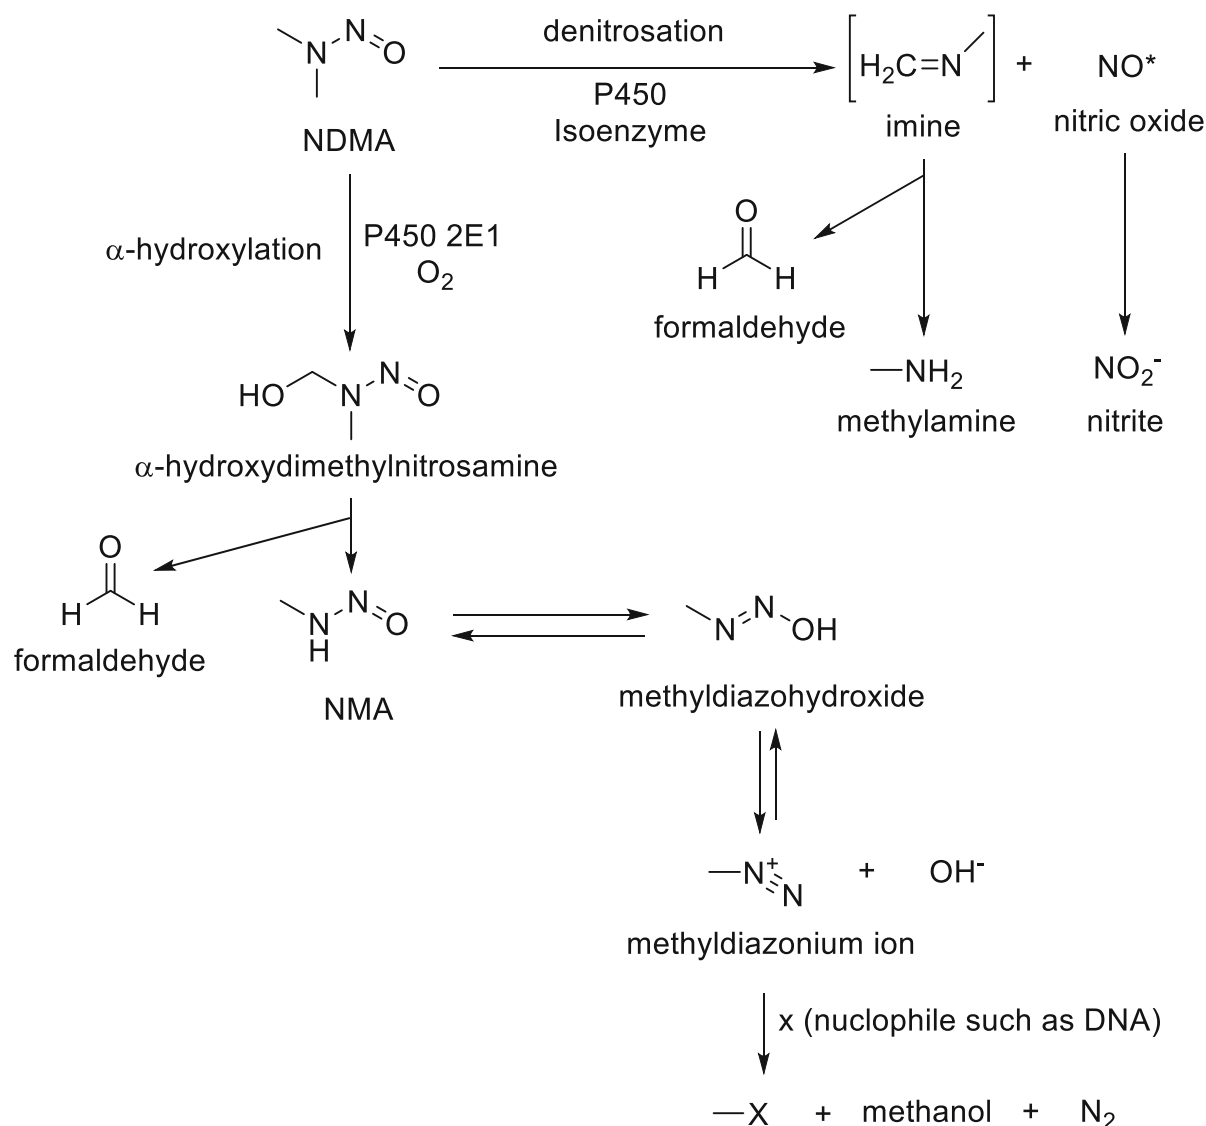 N
N
O
NDMA
denitrosation
P450
Isoenzyme
H₂C=N
imine
+
NO*
nitric oxide
α-hydroxylation
P450 2E1
O₂
O
H
H
formaldehyde
—NH₂
methylamine
NO₂⁻
nitrite
HO
N
N
O
α-hydroxydimethylnitrosamine
O
H
H
formaldehyde
N
H
N
O
NMA
N
N
OH
methyldiazohydroxide
N⁺
N
+
OH⁻
methyldiazonium ion
x (nuclophile such as DNA)
—X + methanol + N₂